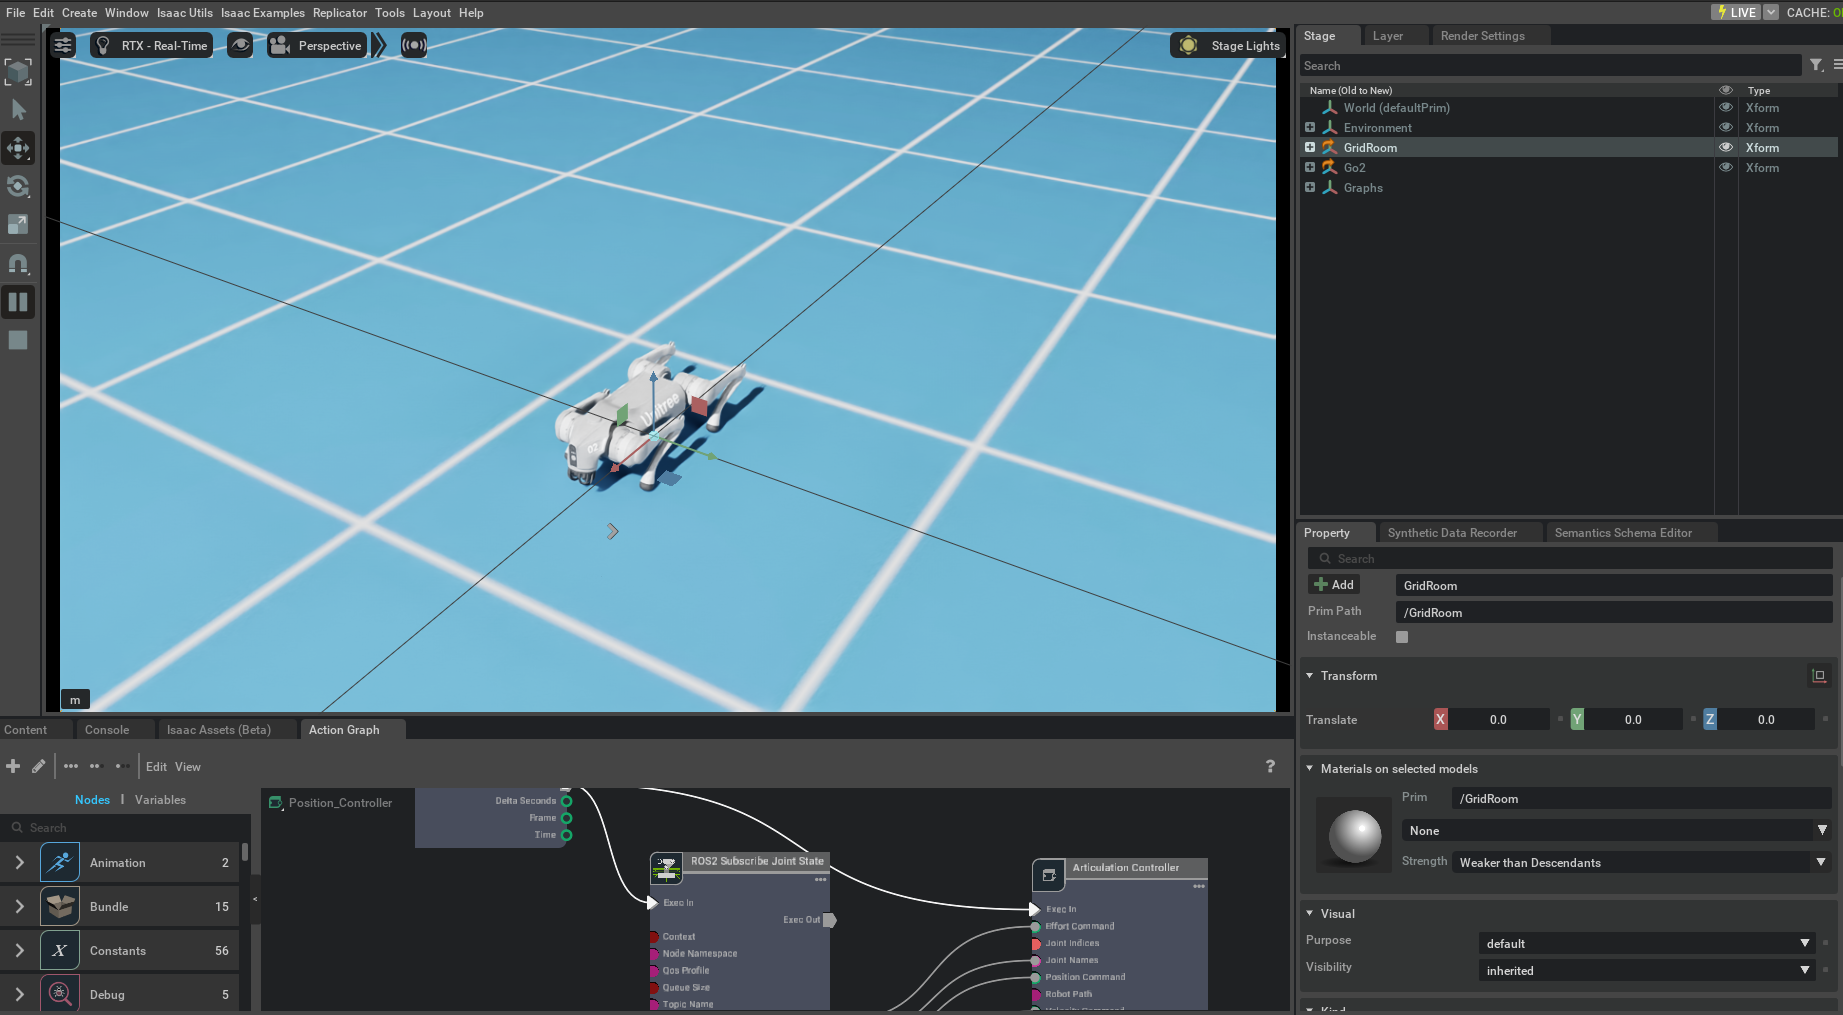 File Edit Create Window Isaac Utils Isaac Examples Replicator Tools Layout Help
LIVE CACHE:
RTX - Real-Time
Perspective
Stage Lights
Unitree
m
Stage Layer Render Settings
Search
Name (Old to New) Type
World (defaultPrim) Xform
Environment Xform
GridRoom Xform
Go2 Xform
Graphs
Property Synthetic Data Recorder Semantics Schema Editor
Search
Add GridRoom
Prim Path /GridRoom
Instanceable
Transform
Translate X 0.0 Y 0.0 Z 0.0
Materials on selected models
Prim /GridRoom
None
Strength Weaker than Descendants
Visual
Purpose default
Visibility inherited
Kind
Content Console Isaac Assets (Beta) Action Graph
Edit View ?
Nodes | Variables
Search
Animation 2
Bundle 15
Constants 56
Debug 5
Position_Controller
Delta Seconds
Frame
Time
ROS2 Subscribe Joint State
Exec In
Exec Out
Context
Node Namespace
Qos Profile
Queue Size
Topic Name
Articulation Controller
Exec In
Effort Command
Joint Indices
Joint Names
Position Command
Robot Path
Velocity Command